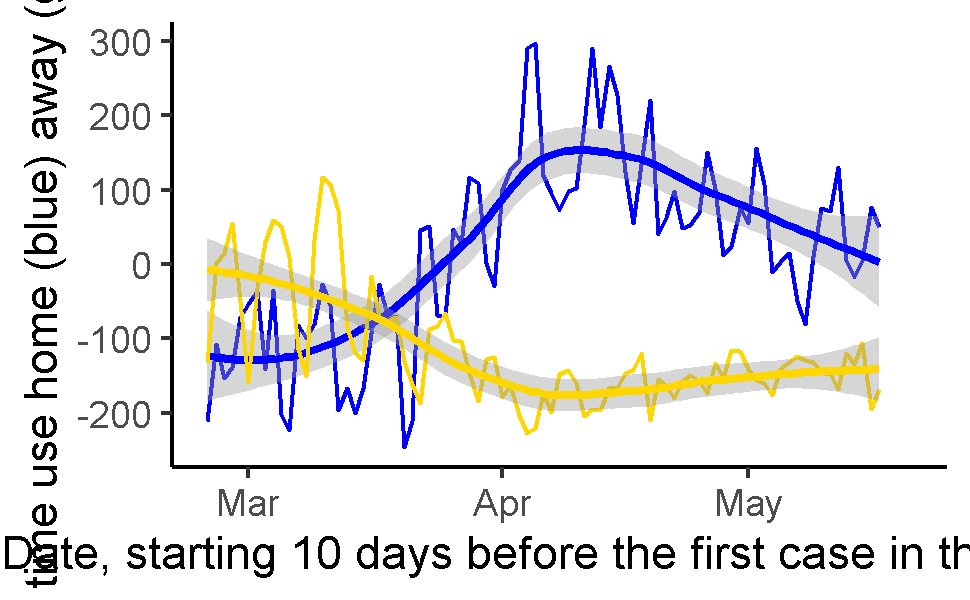 time use home (blue) away (
300
200
100
0
-100
-200
Mar Apr May
Date, starting 10 days before the first case in th